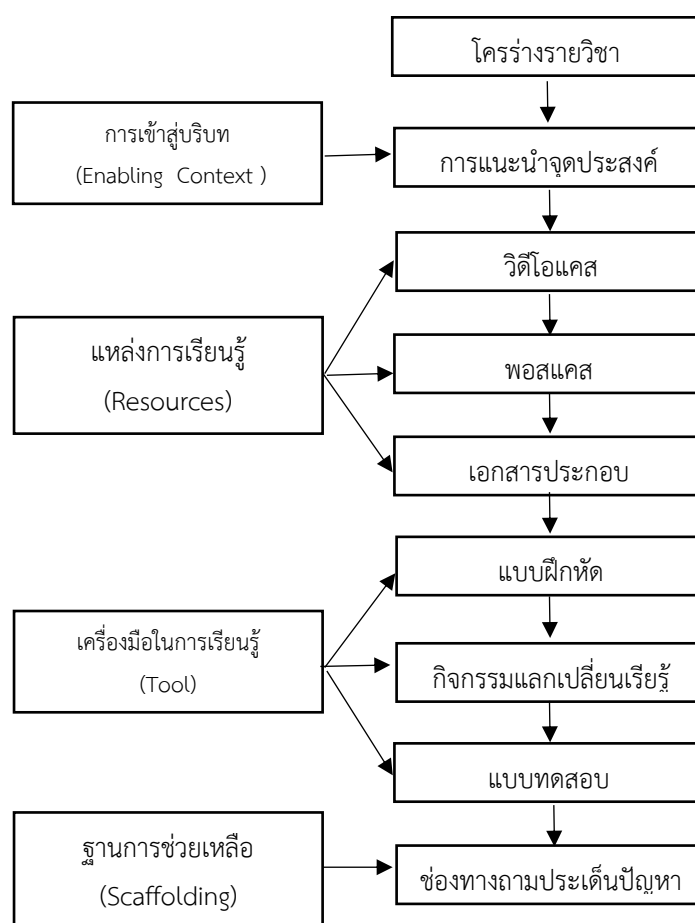 โครร่างรายวิชา
การเข้าสู่บริบท
(Enabling Context )
การแนะนำจุดประสงค์
วิดีโอแคส
แหล่งการเรียนรู้
(Resources)
พอสแคส
เอกสารประกอบ
แบบฝึกหัด
เครื่องมือในการเรียนรู้
(Tool)
กิจกรรมแลกเปลี่ยนเรียรู้
แบบทดสอบ
ฐานการช่วยเหลือ
(Scaffolding)
ช่องทางถามประเด็นปัญหา